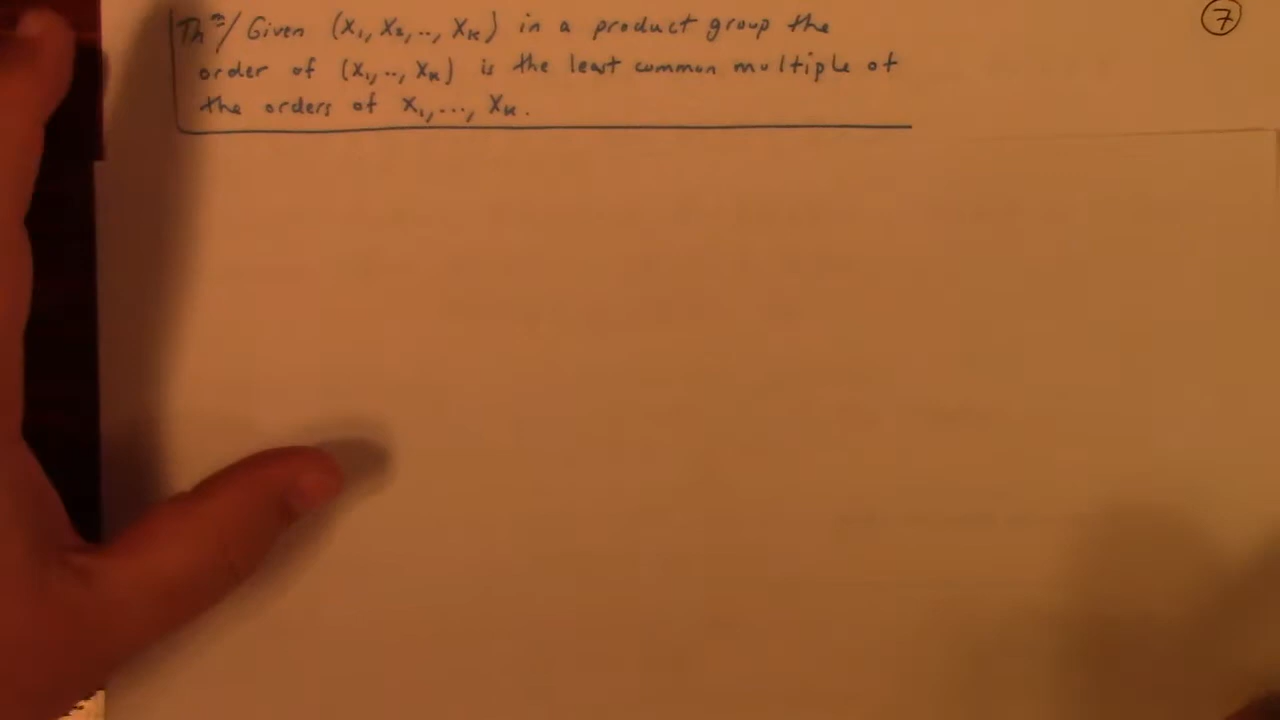 Thᵐ/ Given (x₁, x₂, .., xₖ) in a product group the
⑦
order of (x₁, .., xₖ) is the least common multiple of
the orders of x₁, ..., xₖ.